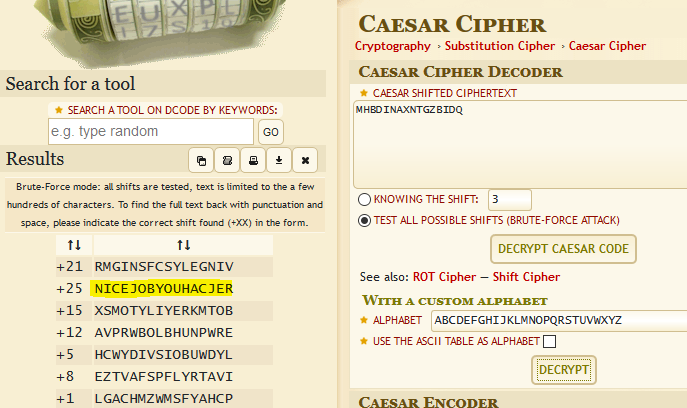 EUXPL
Search for a tool
★ SEARCH A TOOL ON DCODE BY KEYWORDS:
e.g. type random
GO
Results
Brute-Force mode: all shifts are tested, text is limited to the a few
hundreds of characters. To find the full text back with punctuation and
space, please indicate the correct shift found (+XX) in the form.
↑↓ ↑↓
+21 RMGINSFCSYLEGNIV
+25 NICEJOBYOUHACJER
+15 XSMOTYLIYERKMTOB
+12 AVPRWBOLBHUNPWRE
+5 HCWYDIVSIOBUWDYL
+8 EZTVAFSPFLYRTAVI
+1 LGACHMZWMSFYAHCP
CAESAR CIPHER
Cryptography › Substitution Cipher › Caesar Cipher
CAESAR CIPHER DECODER
★ CAESAR SHIFTED CIPHERTEXT
MHBDINAXNTGZBIDQ
KNOWING THE SHIFT: 3
TEST ALL POSSIBLE SHIFTS (BRUTE-FORCE ATTACK)
DECRYPT CAESAR CODE
See also: ROT Cipher — Shift Cipher
WITH A CUSTOM ALPHABET
★ ALPHABET ABCDEFGHIJKLMNOPQRSTUVWXYZ
★ USE THE ASCII TABLE AS ALPHABET
DECRYPT
CAESAR ENCODER